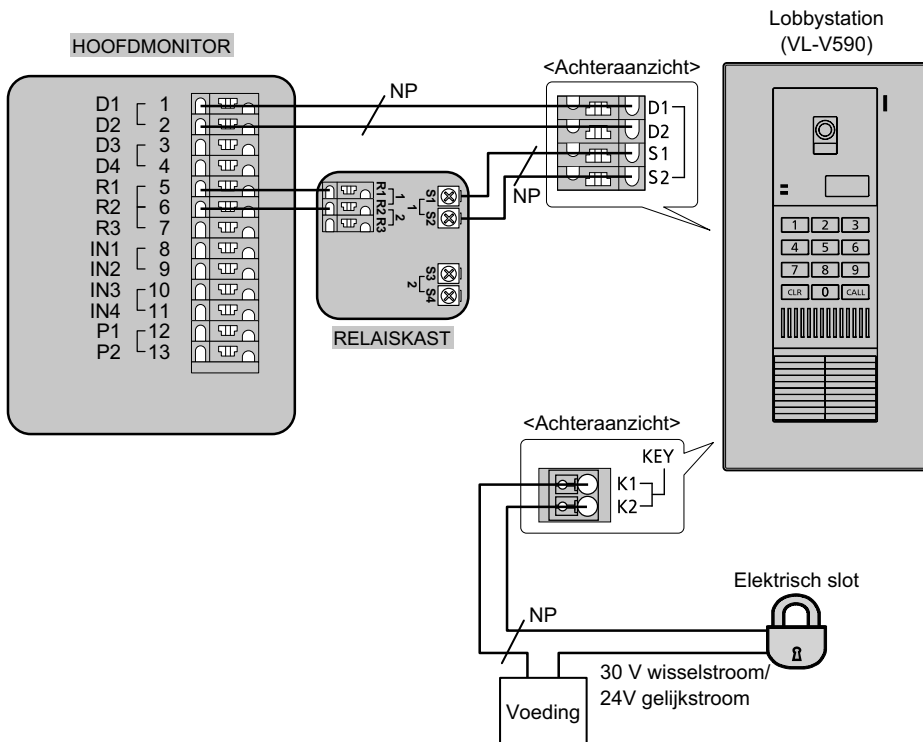 Lobbystation
(VL-V590)
HOOFDMONITOR
<Achteraanzicht>
NP
D1 1
D2 2
D3 3
D4 4
R1 5
R2 6
R3 7
IN1 8
IN2 9
IN3 10
IN4 11
P1 12
P2 13
D1
D2
S1
S2
NP
R1
R2
R3
1
2
S1
S2
1
S3
S4
2
RELAISKAST
1 2 3
4 5 6
7 8 9
CLR 0 CALL
<Achteraanzicht>
KEY
K1
K2
Elektrisch slot
NP
30 V wisselstroom/
24V gelijkstroom
Voeding